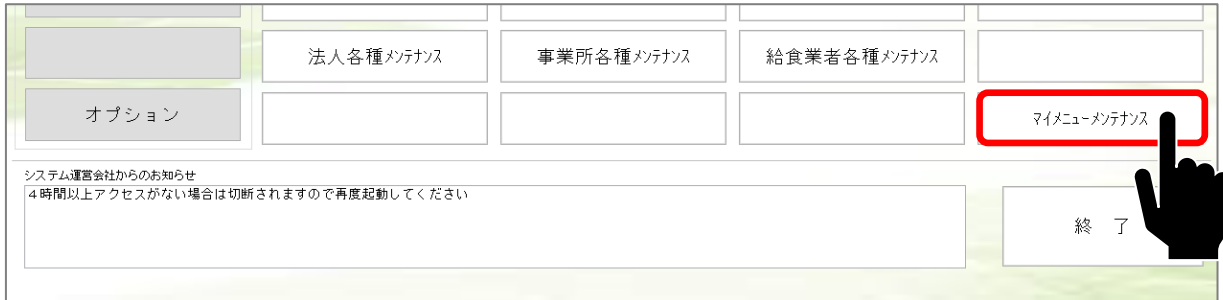 法人各種ﾒﾝﾃﾅﾝｽ
事業所各種ﾒﾝﾃﾅﾝｽ
給食業者各種ﾒﾝﾃﾅﾝｽ
オプション
ﾏｲﾒﾆｭｰﾒﾝﾃﾅﾝｽ
システム運営会社からのお知らせ
４時間以上アクセスがない場合は切断されますので再度起動してください
終　了